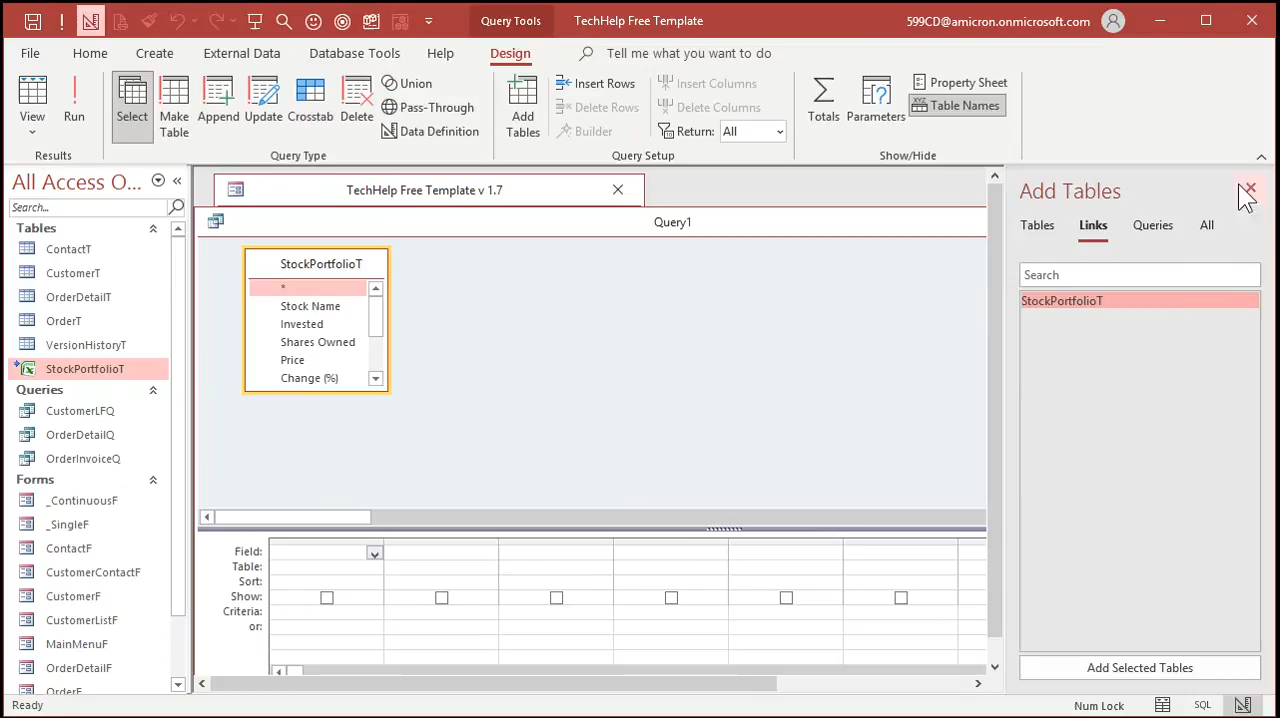 Query Tools
TechHelp Free Template
599CD@amicron.onmicrosoft.com
File
Home
Create
External Data
Database Tools
Help
Design
Tell me what you want to do
View
Run
Select
Make Table
Append
Update
Crosstab
Delete
Union
Pass-Through
Data Definition
Add Tables
Insert Rows
Delete Rows
Builder
Insert Columns
Delete Columns
Return: All
Totals
Parameters
Property Sheet
Table Names
Results
Query Type
Query Setup
Show/Hide
All Access O...
Search...
Tables
ContactT
CustomerT
OrderDetailT
OrderT
VersionHistoryT
StockPortfolioT
Queries
CustomerLFQ
OrderDetailQ
OrderInvoiceQ
Forms
_ContinuousF
_SingleF
ContactF
CustomerContactF
CustomerF
CustomerListF
MainMenuF
OrderDetailF
OrderF
TechHelp Free Template v 1.7
Query1
StockPortfolioT
*
Stock Name
Invested
Shares Owned
Price
Change (%)
Field:
Table:
Sort:
Show:
Criteria:
or:
Add Tables
Tables
Links
Queries
All
Search
StockPortfolioT
Add Selected Tables
Ready
Num Lock
SQL